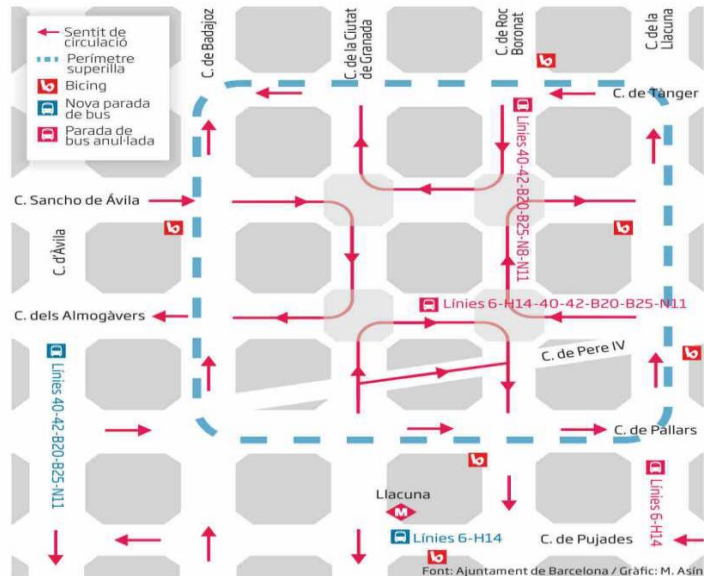 Sentit de
circulació
Perímetre
superilla
Bicing
Nova parada
de bus
Parada de
bus anul·lada
C. de Badajoz
C. de la Ciutat
de Granada
C. de Roc
Boronat
C. de la
Llacuna
C. de Tànger
Línies 40-42-B20-B25-N8-N11
C. Sancho de Ávila
C. d'Àvila
C. dels Almogàvers
Línies 6-H14-40-42-B20-B25-N11
C. de Pere IV
Línies 40-42-B20-B25-N11
C. de Pallars
Llacuna
M
Línies 6-H14
Línies 6-H14
C. de Pujades
Font: Ajuntament de Barcelona / Gràfic: M. Asín